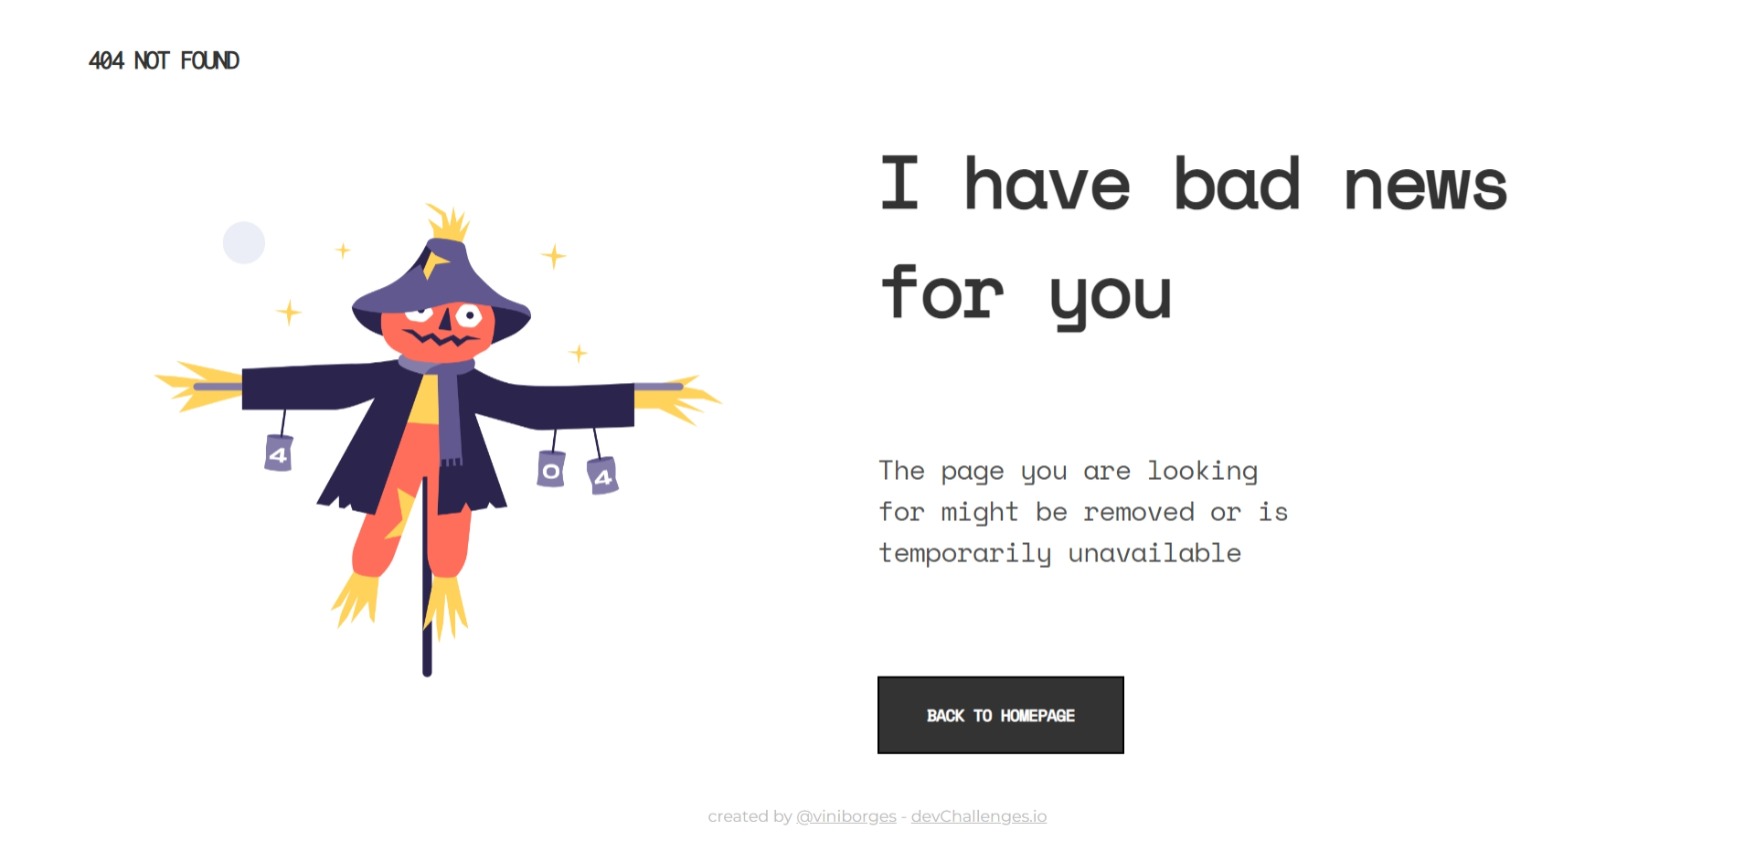 404 NOT FOUND
I have bad news
for you
4
0
4
The page you are looking
for might be removed or is
temporarily unavailable
BACK TO HOMEPAGE
created by @viniborges - devChallenges.io